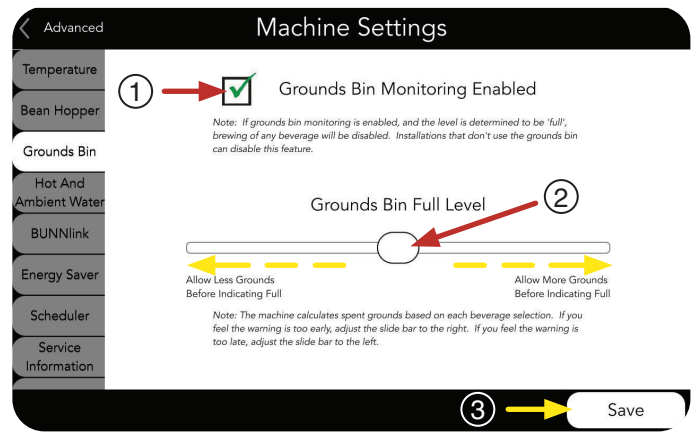 Advanced
Machine Settings
Temperature
Bean Hopper
Grounds Bin
Hot And
Ambient Water
BUNNlink
Energy Saver
Scheduler
Service
Information
1
Grounds Bin Monitoring Enabled
Note: If grounds bin monitoring is enabled, and the level is determined to be 'full',
brewing of any beverage will be disabled. Installations that don't use the grounds bin
can disable this feature.
2
Grounds Bin Full Level
Allow Less Grounds
Before Indicating Full
Allow More Grounds
Before Indicating Full
Note: The machine calculates spent grounds based on each beverage selection. If you
feel the warning is too early, adjust the slide bar to the right. If you feel the warning is
too late, adjust the slide bar to the left.
3
Save